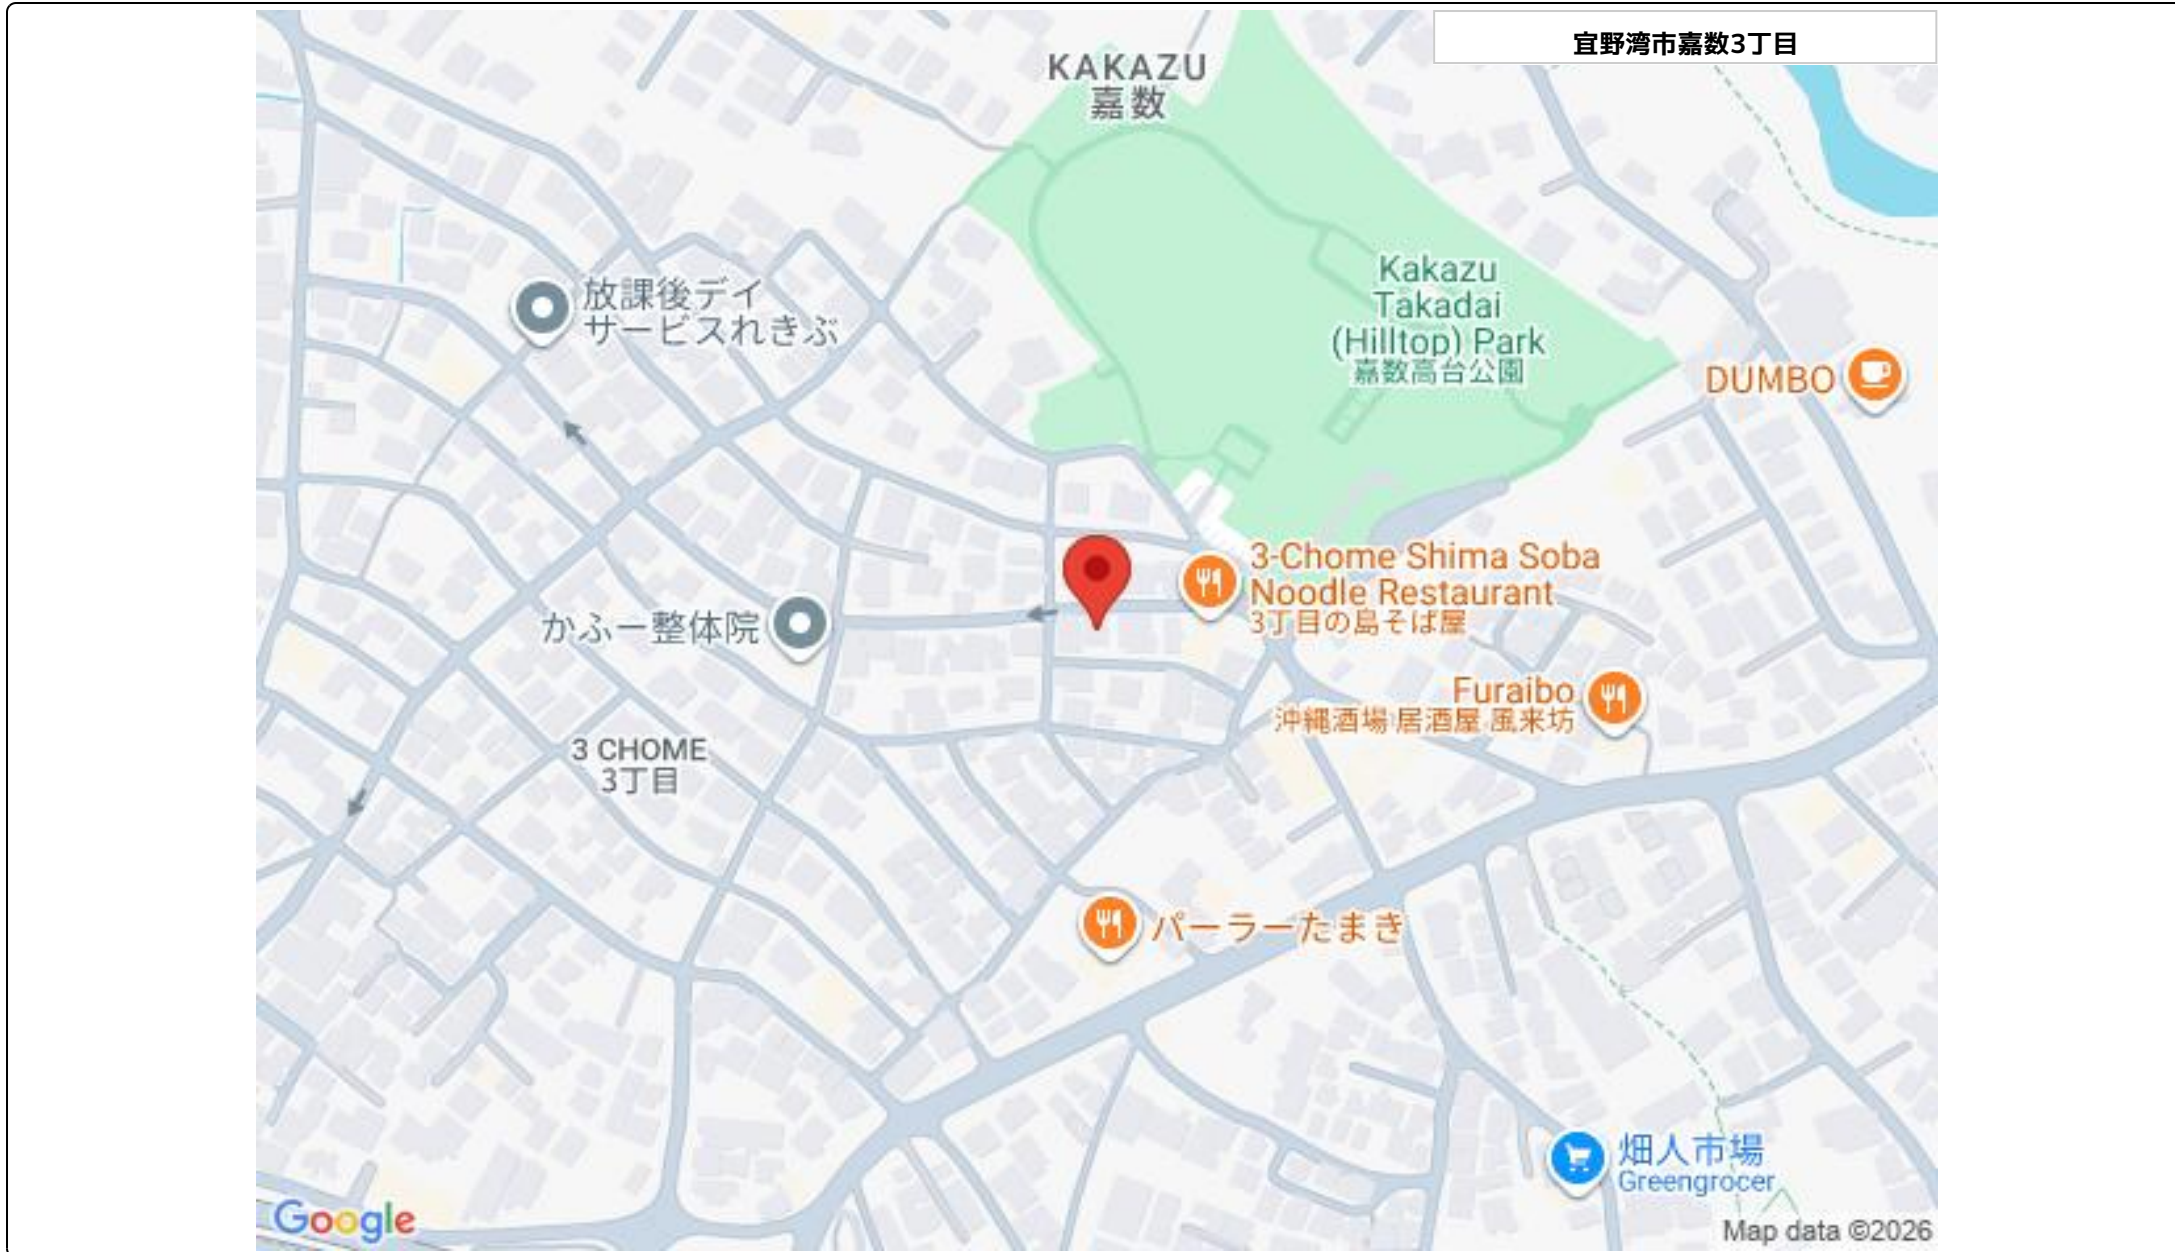 宜野湾市嘉数3丁目
KAKAZU
嘉数
Kakazu
Takadai
(Hilltop) Park
嘉数高台公園
放課後デイ
サービスれきぶ
DUMBO
3-Chome Shima Soba
Noodle Restaurant
3丁目の島そば屋
かふー整体院
Furaibo
沖縄酒場 居酒屋 風来坊
3 CHOME
3丁目
パーラーたまき
畑人市場
Greengrocer
Google
Map data ©2026